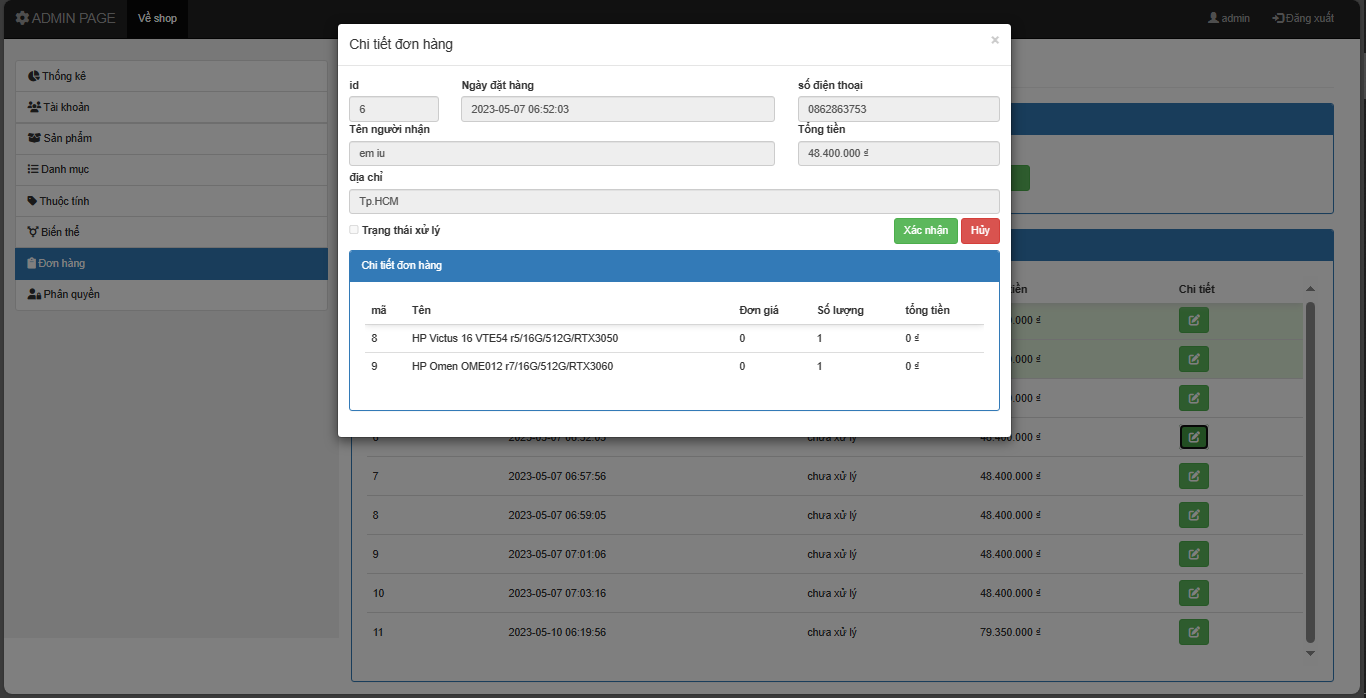 ADMIN PAGE Về shop admin Đăng xuất
Thống kê
Tài khoản
Sản phẩm
Danh mục
Thuộc tính
Biến thể
Đơn hàng
Phân quyền
Chi tiết đơn hàng ×
id Ngày đặt hàng số điện thoại
6 2023-05-07 06:52:03 0862863753
Tên người nhận Tổng tiền
em iu 48.400.000 ₫
địa chỉ
Tp.HCM
Trạng thái xử lý Xác nhận Hủy
Chi tiết đơn hàng
mã Tên Đơn giá Số lượng tổng tiền
8 HP Victus 16 VTE54 r5/16G/512G/RTX3050 0 1 0 ₫
9 HP Omen OME012 r7/16G/512G/RTX3060 0 1 0 ₫
tiền Chi tiết
.000 ₫
.000 ₫
.000 ₫
6 2023-05-07 06:52:03 chưa xử lý 48.400.000 ₫
7 2023-05-07 06:57:56 chưa xử lý 48.400.000 ₫
8 2023-05-07 06:59:05 chưa xử lý 48.400.000 ₫
9 2023-05-07 07:01:06 chưa xử lý 48.400.000 ₫
10 2023-05-07 07:03:16 chưa xử lý 48.400.000 ₫
11 2023-05-10 06:19:56 chưa xử lý 79.350.000 ₫